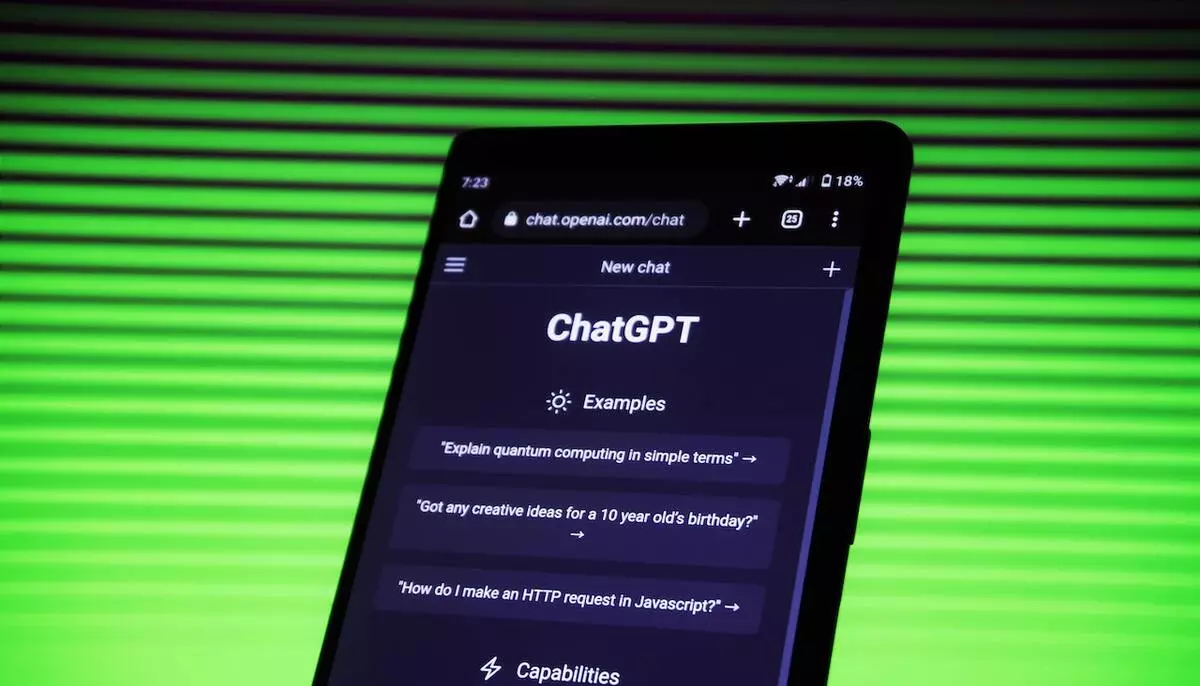 7:23 18%
chat.openai.com/chat 25
New chat
ChatGPT
Examples
"Explain quantum computing in simple terms" →
"Got any creative ideas for a 10 year old's birthday?"
→
"How do I make an HTTP request in Javascript?" →
Capabilities